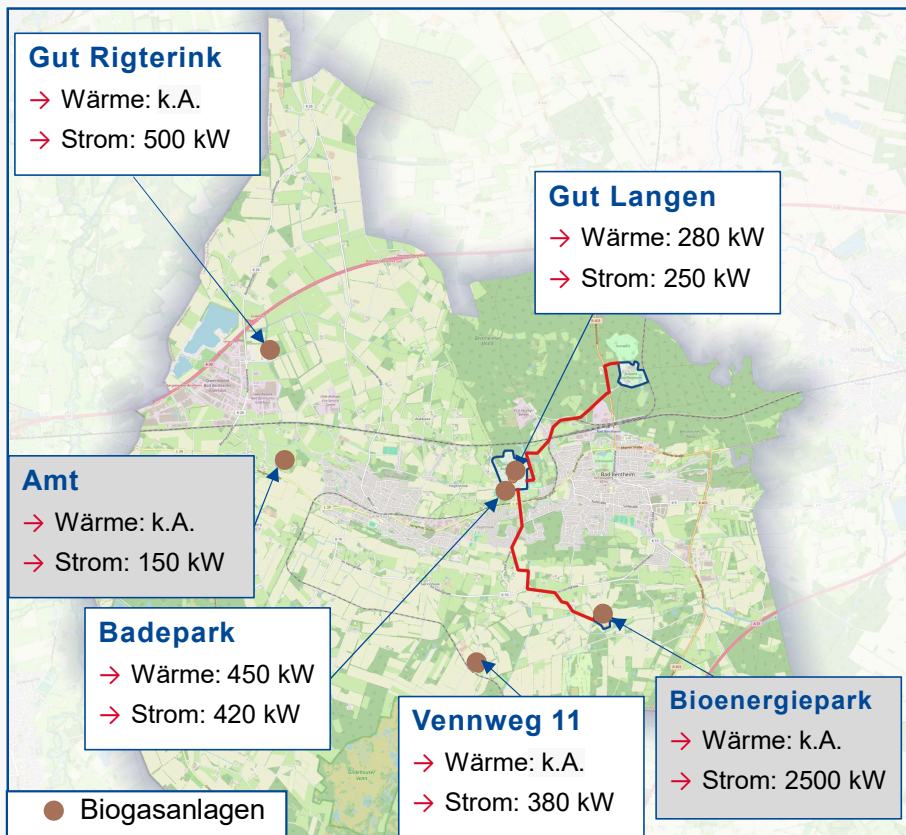 Gut Rigterink
→ Wärme: k.A.
→ Strom: 500 kW
Gut Langen
→ Wärme: 280 kW
→ Strom: 250 kW
Amt
→ Wärme: k.A.
→ Strom: 150 kW
Badepark
→ Wärme: 450 kW
→ Strom: 420 kW
Vennweg 11
→ Wärme: k.A.
→ Strom: 380 kW
Bioenergiepark
→ Wärme: k.A.
→ Strom: 2500 kW
Bad Bentheim
Biogasanlagen